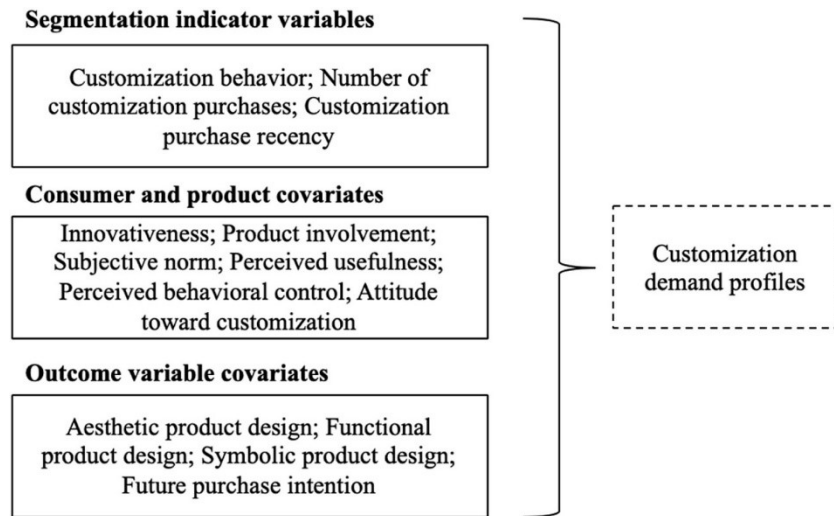 Segmentation indicator variables
Customization behavior; Number of
customization purchases; Customization
purchase recency
Consumer and product covariates
Innovativeness; Product involvement;
Subjective norm; Perceived usefulness;
Perceived behavioral control; Attitude
toward customization
Customization
demand profiles
Outcome variable covariates
Aesthetic product design; Functional
product design; Symbolic product design;
Future purchase intention